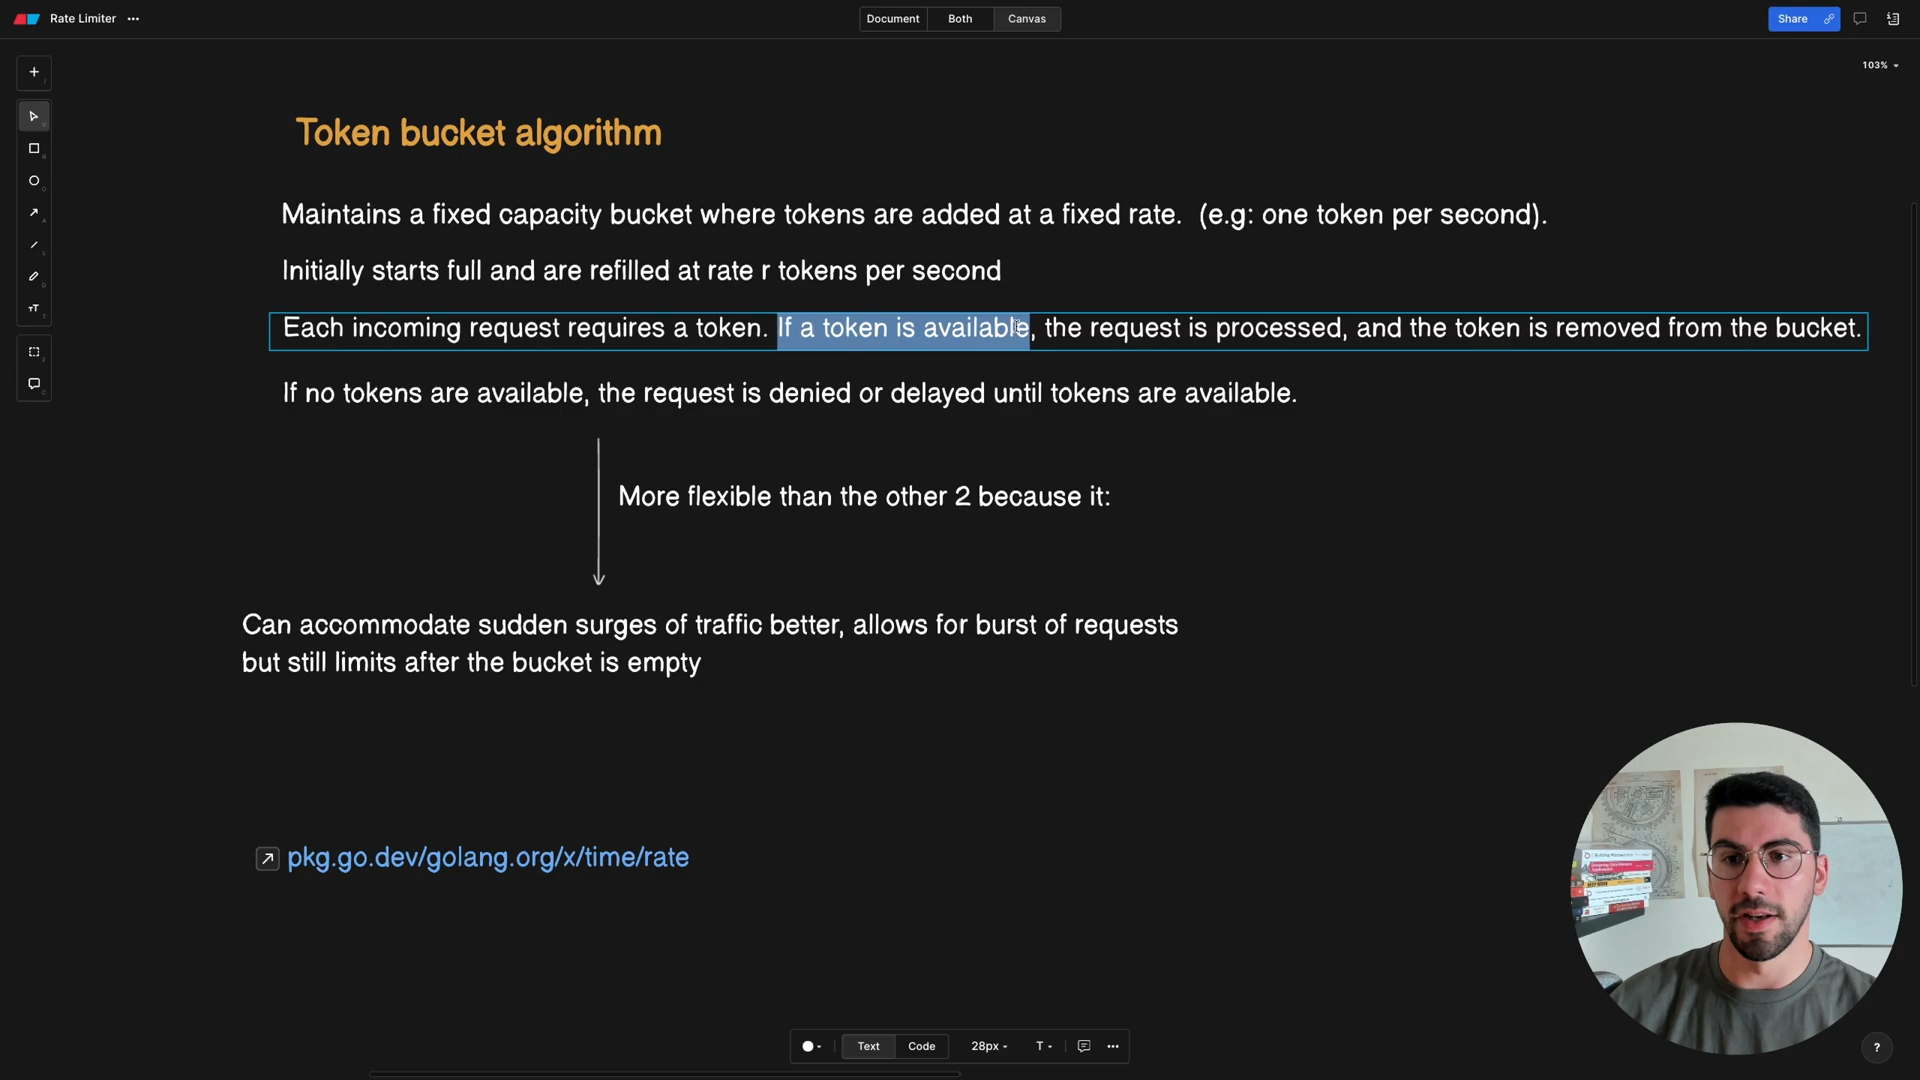 Rate Limiter
Document
Both
Canvas
Share
103%
Token bucket algorithm
Maintains a fixed capacity bucket where tokens are added at a fixed rate. (e.g: one token per second).
Initially starts full and are refilled at rate r tokens per second
Each incoming request requires a token. If a token is available, the request is processed, and the token is removed from the bucket.
If no tokens are available, the request is denied or delayed until tokens are available.
More flexible than the other 2 because it:
Can accommodate sudden surges of traffic better, allows for burst of requests
but still limits after the bucket is empty
pkg.go.dev/golang.org/x/time/rate
Text
Code
28px
T
?